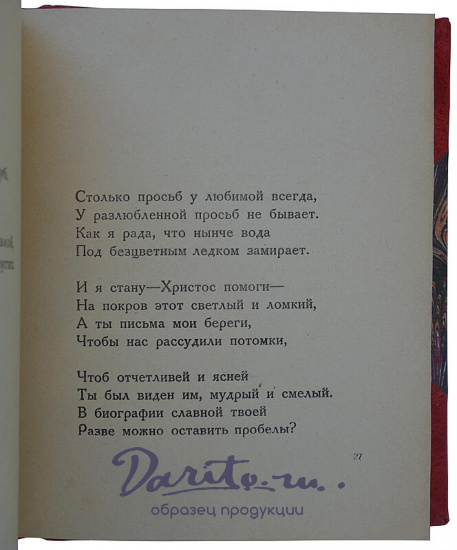 Столько просьб у любимой всегда,
У разлюбленной просьб не бывает.
Как я рада, что нынче вода
Под безцветным ледком замирает.
И я стану—Христос помоги—
На покров этот светлый и ломкий,
А ты письма мои береги,
Чтобы нас рассудили потомки,
Чтоб отчетливей и ясней
Ты был виден им, мудрый и смелый.
В биографии славной твоей
Разве можно оставить пробелы?
27
Darito.ru..
образец продукции